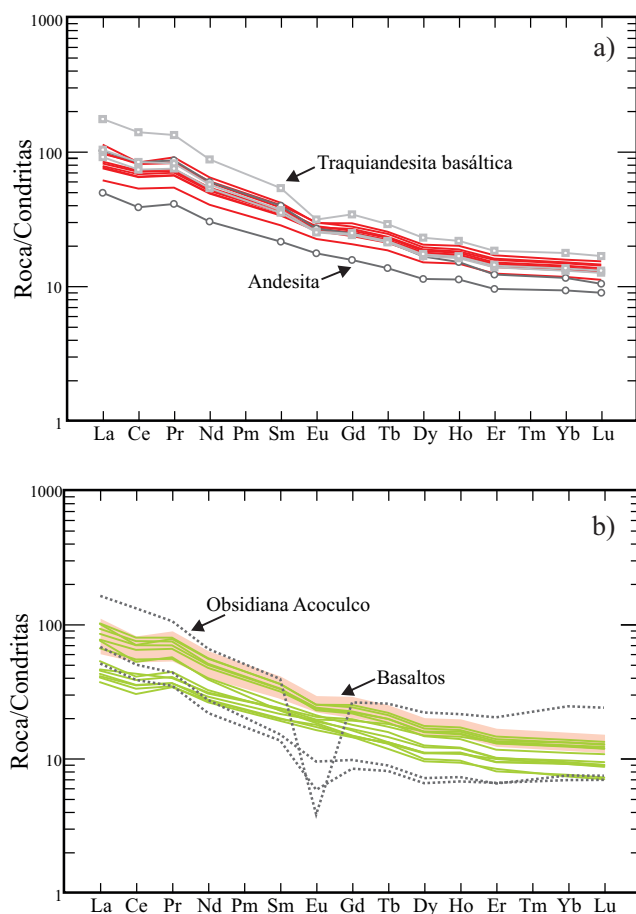 1000
a)
100
Traquiandesita basáltica
Roca/Condritas
Andesita
10
1
La Ce Pr Nd Pm Sm Eu Gd Tb Dy Ho Er Tm Yb Lu
1000
b)
Obsidiana Acoculco
100
Basaltos
Roca/Condritas
10
1
La Ce Pr Nd Pm Sm Eu Gd Tb Dy Ho Er Tm Yb Lu